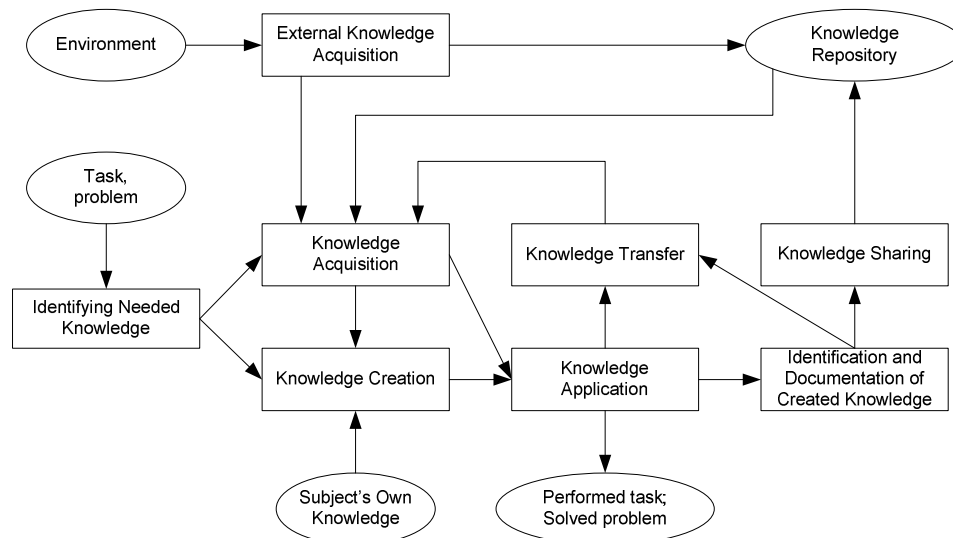 Environment
External Knowledge
Acquisition
Knowledge
Repository
Task,
problem
Knowledge
Acquisition
Knowledge Transfer
Knowledge Sharing
Identifying Needed
Knowledge
Knowledge Creation
Knowledge
Application
Identification and
Documentation of
Created Knowledge
Subject's Own
Knowledge
Performed task;
Solved problem